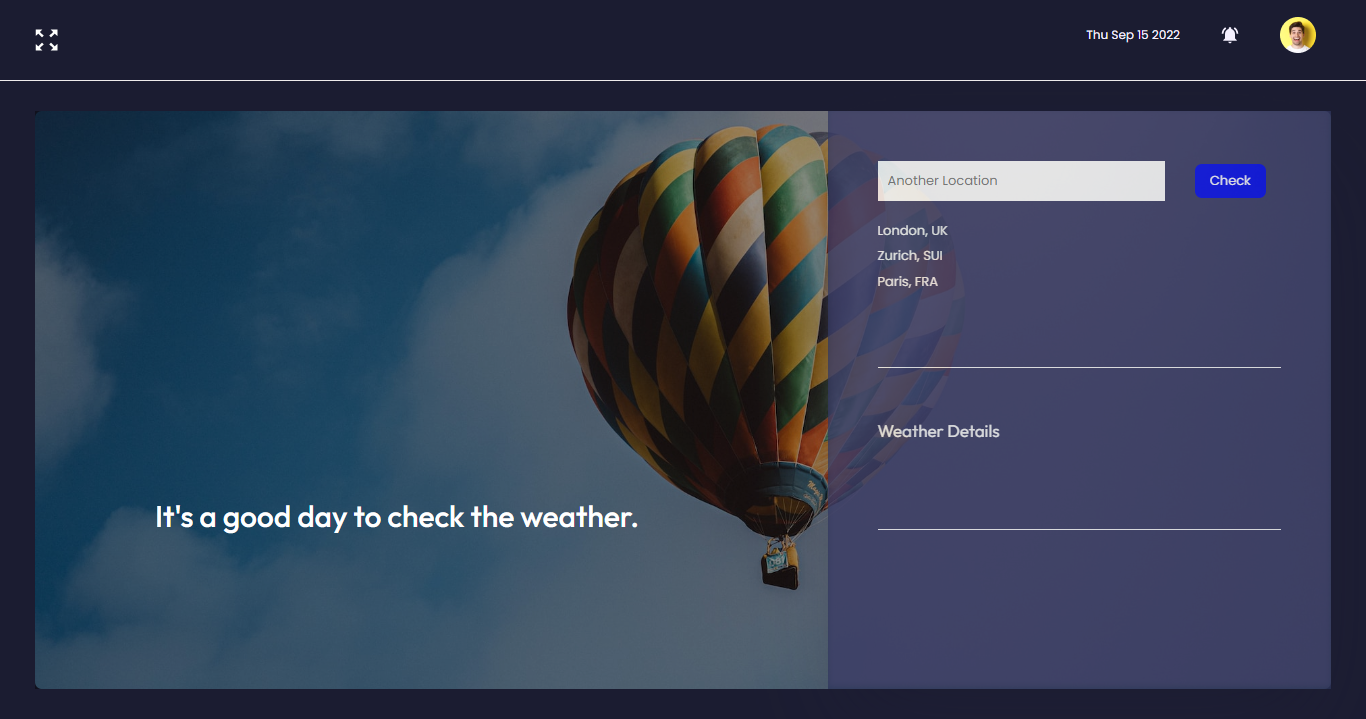 Thu Sep 15 2022
Another Location
Check
London, UK
Zurich, SUI
Paris, FRA
Weather Details
It's a good day to check the weather.